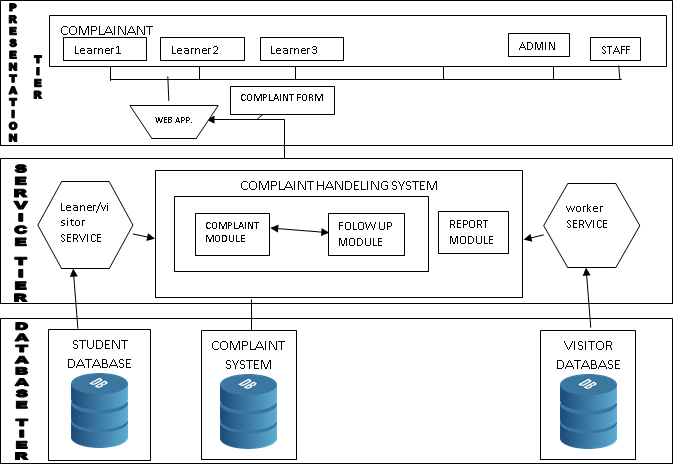 PRESENTATION
TIER
COMPLAINANT
Learner1
Learner2
Learner3
ADMIN
STAFF
COMPLAINT FORM
WEB APP.
SERVICE TIER
COMPLAINT HANDELING SYSTEM
Leaner/vi
sitor
SERVICE
COMPLAINT
MODULE
FOLOW UP
MODULE
REPORT
MODULE
worker
SERVICE
DATABASE TIER
STUDENT
DATABASE
DB
COMPLAINT
SYSTEM
DB
VISITOR
DATABASE
DB